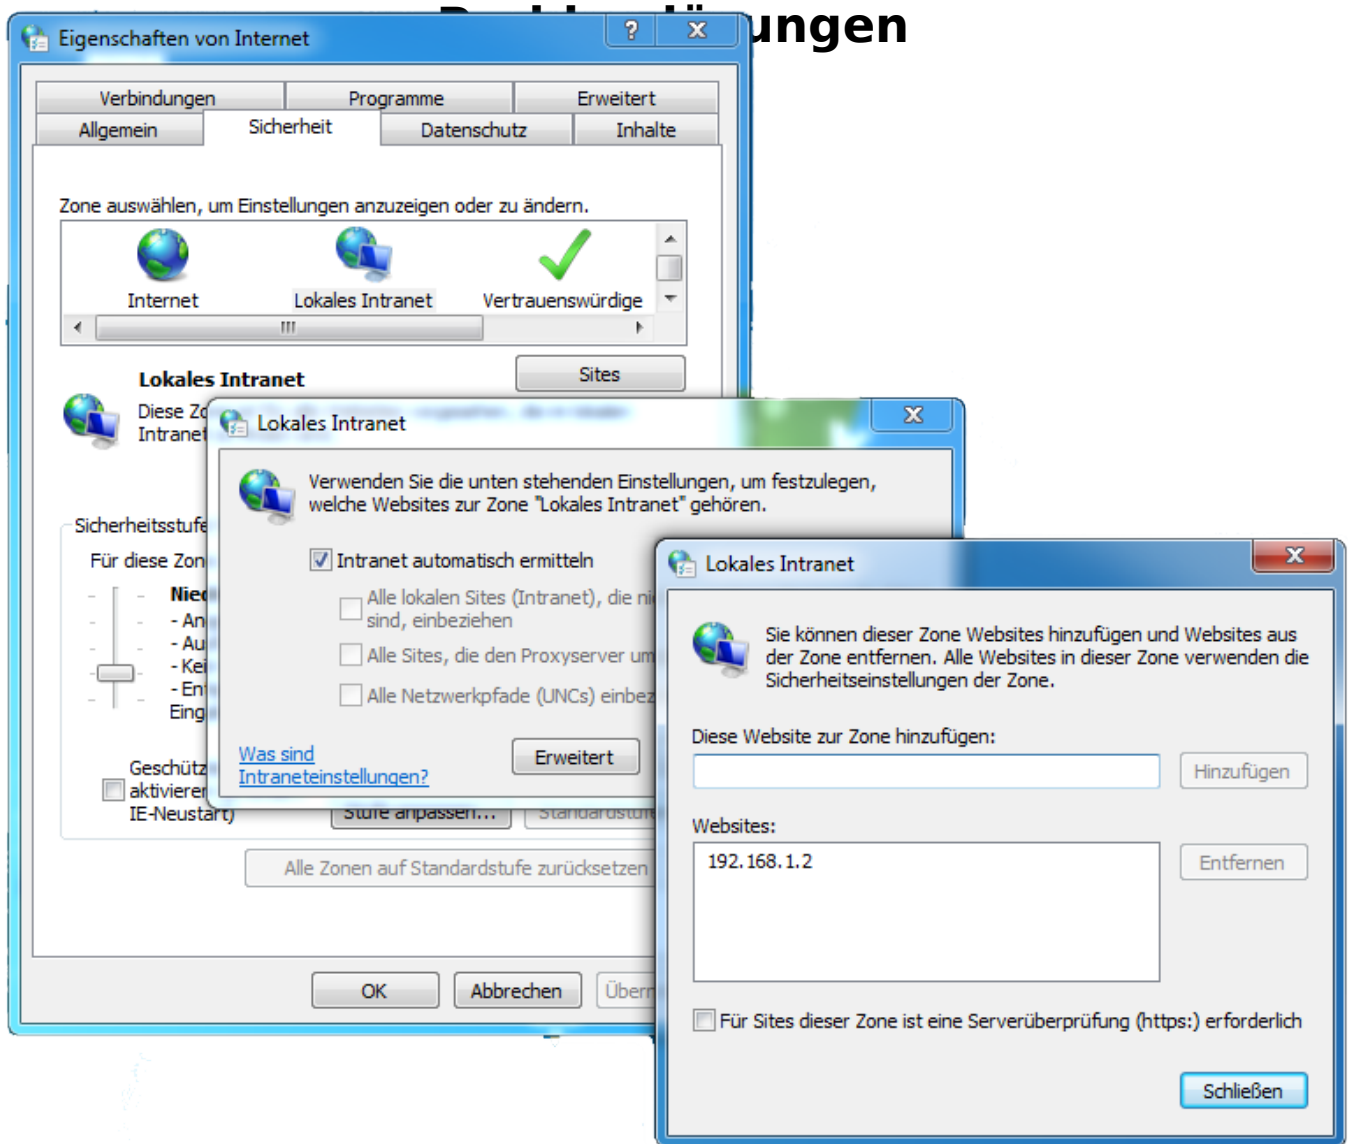 ungen
Eigenschaften von Internet
Verbindungen
Programme
Erweitert
Allgemein
Sicherheit
Datenschutz
Inhalte
Zone auswählen, um Einstellungen anzuzeigen oder zu ändern.
Internet
Lokales Intranet
Vertrauenswürdige
Lokales Intranet
Sites
Diese
Intranet
Sicherheitsstufe
Für diese Zon
- An
- Au
- Kei
- Ent
Eing
Geschütz
aktivieren
IE-Neustart)
Stufe anpassen...
Standardstufe
Alle Zonen auf Standardstufe zurücksetzen
OK
Abbrechen
Übern
Lokales Intranet
Verwenden Sie die unten stehenden Einstellungen, um festzulegen,
welche Websites zur Zone "Lokales Intranet" gehören.
Intranet automatisch ermitteln
Alle lokalen Sites (Intranet), die ni
sind, einbeziehen
Alle Sites, die den Proxyserver um
Alle Netzwerkpfade (UNCs) einbez
Was sind
Intraneteinstellungen?
Erweitert
Lokales Intranet
Sie können dieser Zone Websites hinzufügen und Websites aus
der Zone entfernen. Alle Websites in dieser Zone verwenden die
Sicherheitseinstellungen der Zone.
Diese Website zur Zone hinzufügen:
Hinzufügen
Websites:
192.168.1.2
Entfernen
Für Sites dieser Zone ist eine Serverüberprüfung (https:) erforderlich
Schließen